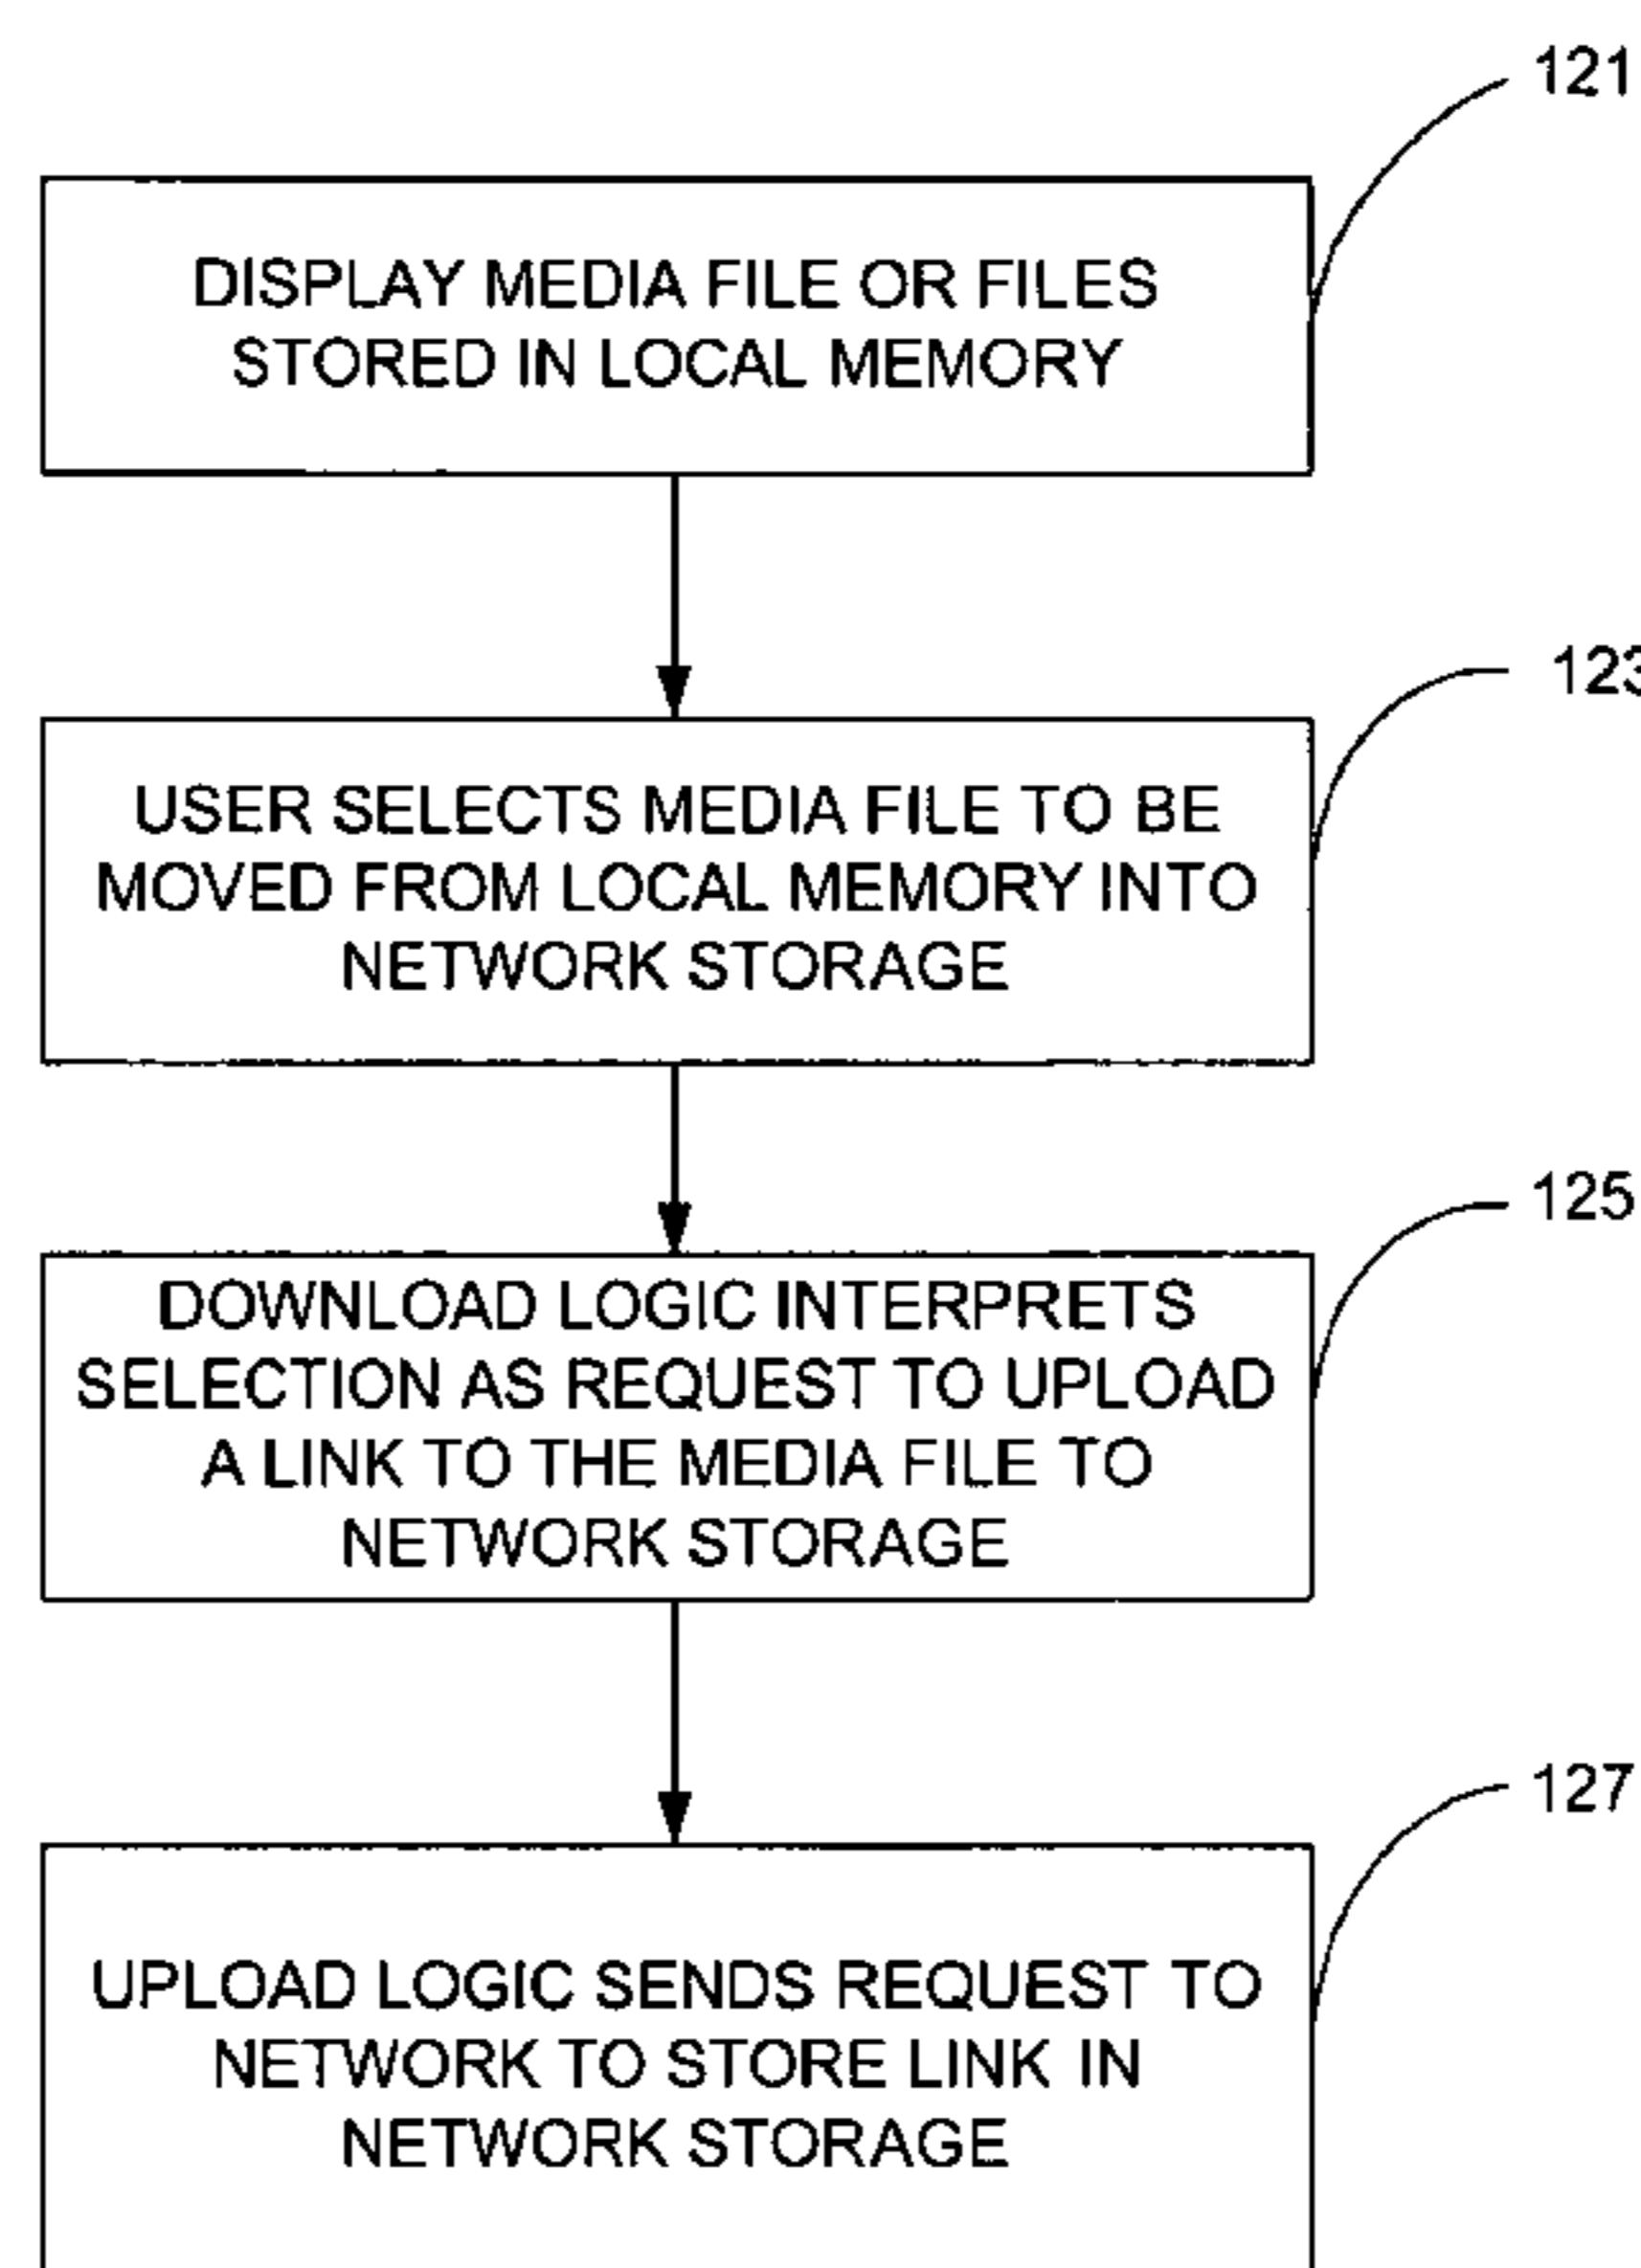 121
DISPLAY MEDIA FILE OR FILES
STORED IN LOCAL MEMORY
123
USER SELECTS MEDIA FILE TO BE
MOVED FROM LOCAL MEMORY INTO
NETWORK STORAGE
125
DOWNLOAD LOGIC INTERPRETS
SELECTION AS REQUEST TO UPLOAD
A LINK TO THE MEDIA FILE TO
NETWORK STORAGE
127
UPLOAD LOGIC SENDS REQUEST TO
NETWORK TO STORE LINK IN
NETWORK STORAGE